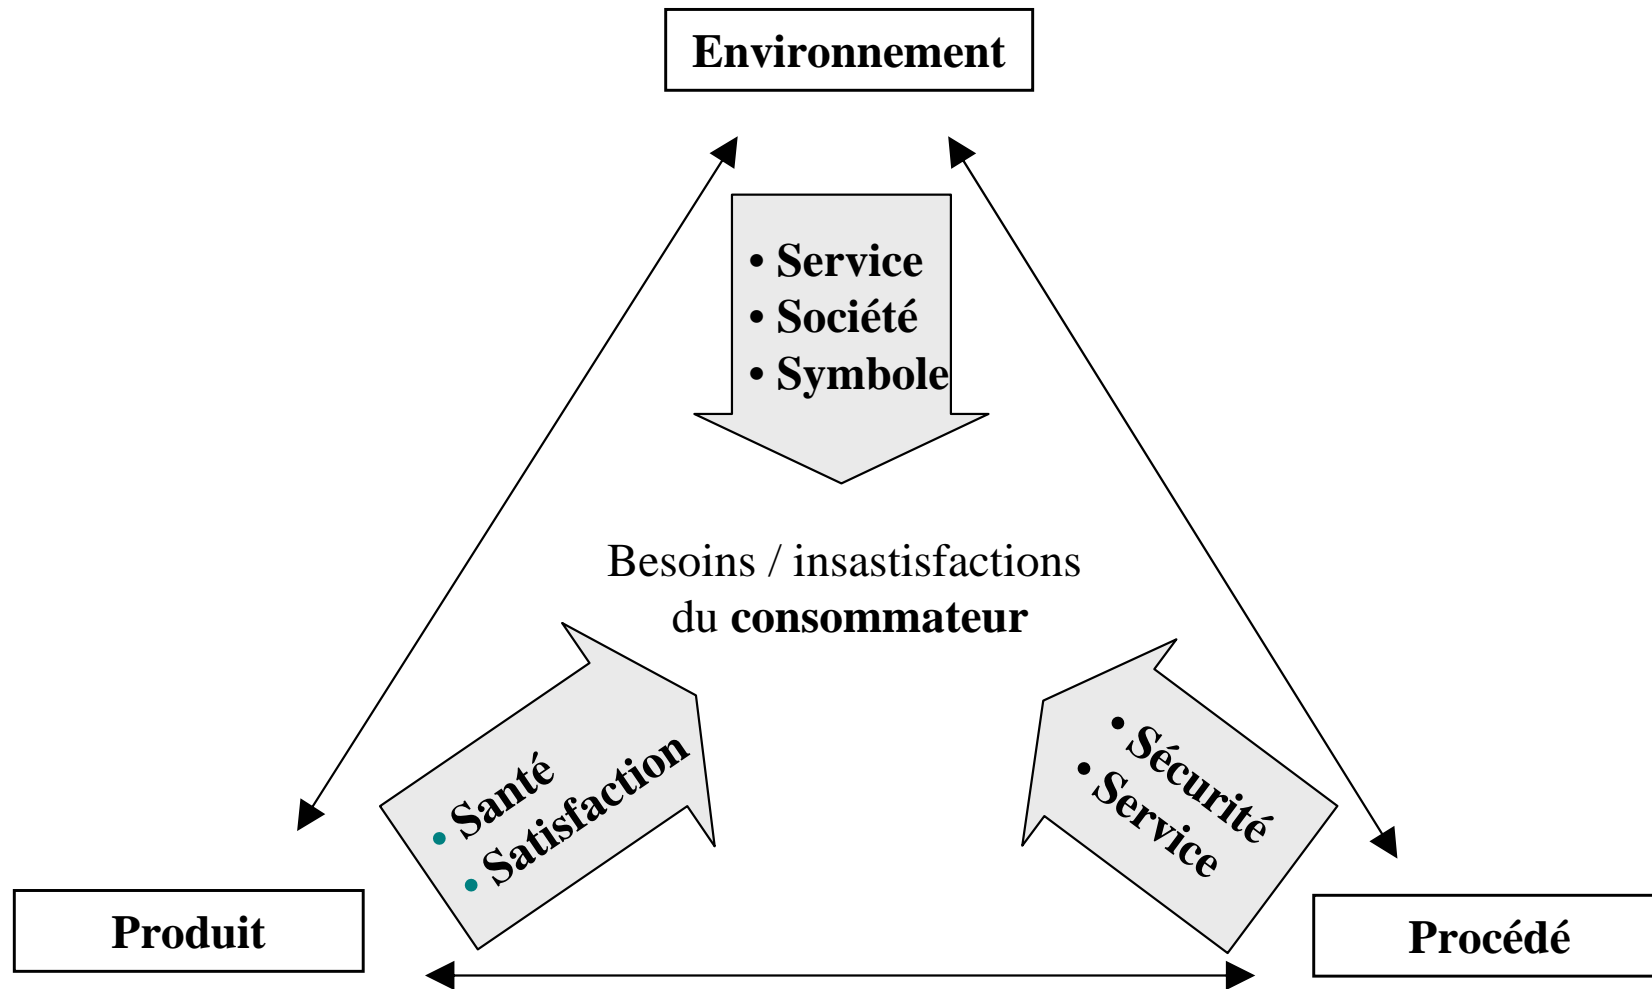 Environnement
• Service
• Société
• Symbole
Besoins / insastisfactions
du consommateur
• Santé
• Satisfaction
• Sécurité
• Service
Produit
Procédé